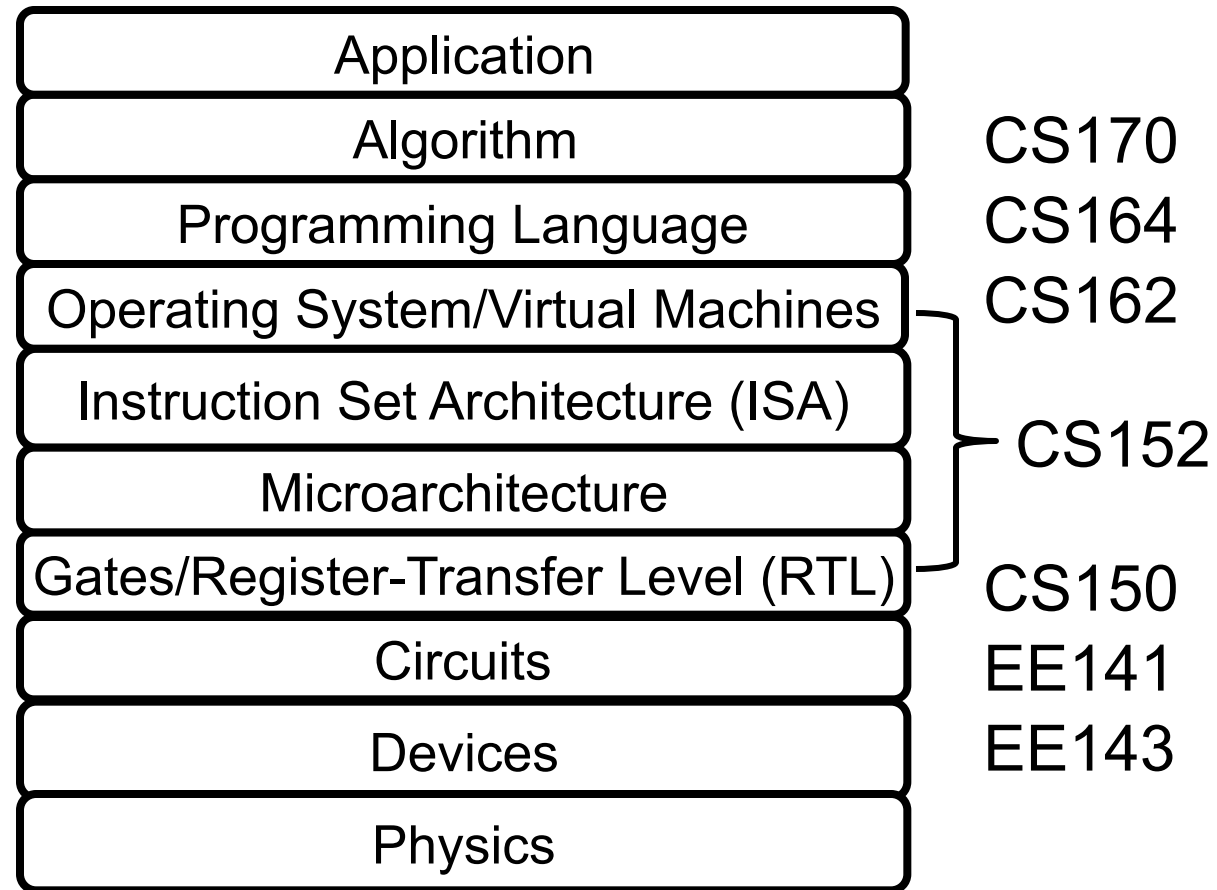 Application
Algorithm CS170
Programming Language CS164
Operating System/Virtual Machines CS162
Instruction Set Architecture (ISA)
CS152
Microarchitecture
Gates/Register-Transfer Level (RTL) CS150
Circuits EE141
Devices EE143
Physics